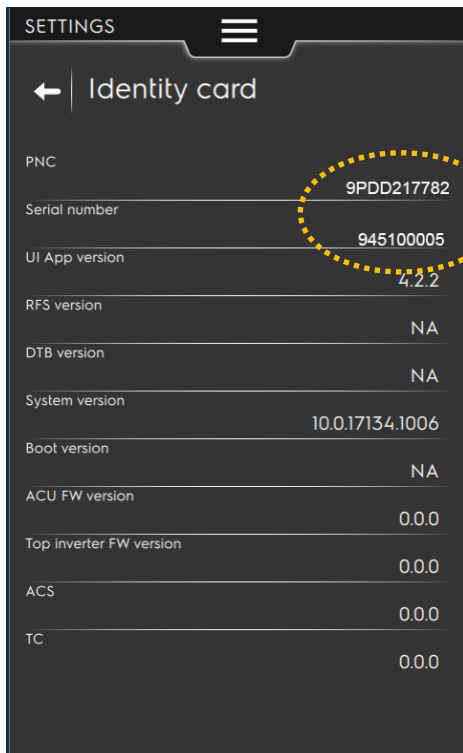 SETTINGS
Identity card
PNC
9PDD217782
Serial number
945100005
UI App version
4.2.2
RFS version
NA
DTB version
NA
System version
10.0.17134.1006
Boot version
NA
ACU FW version
0.0.0
Top inverter FW version
0.0.0
ACS
0.0.0
TC
0.0.0